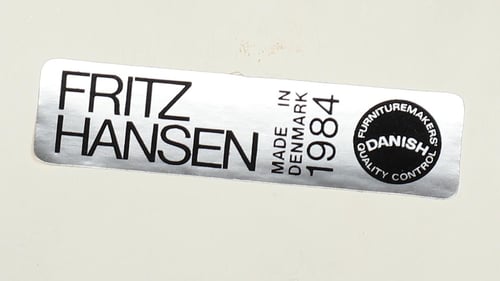 FRITZ
HANSEN
MADE IN
DENMARK
1984
FURNITUREMAKERS'
DANISH
QUALITY CONTROL